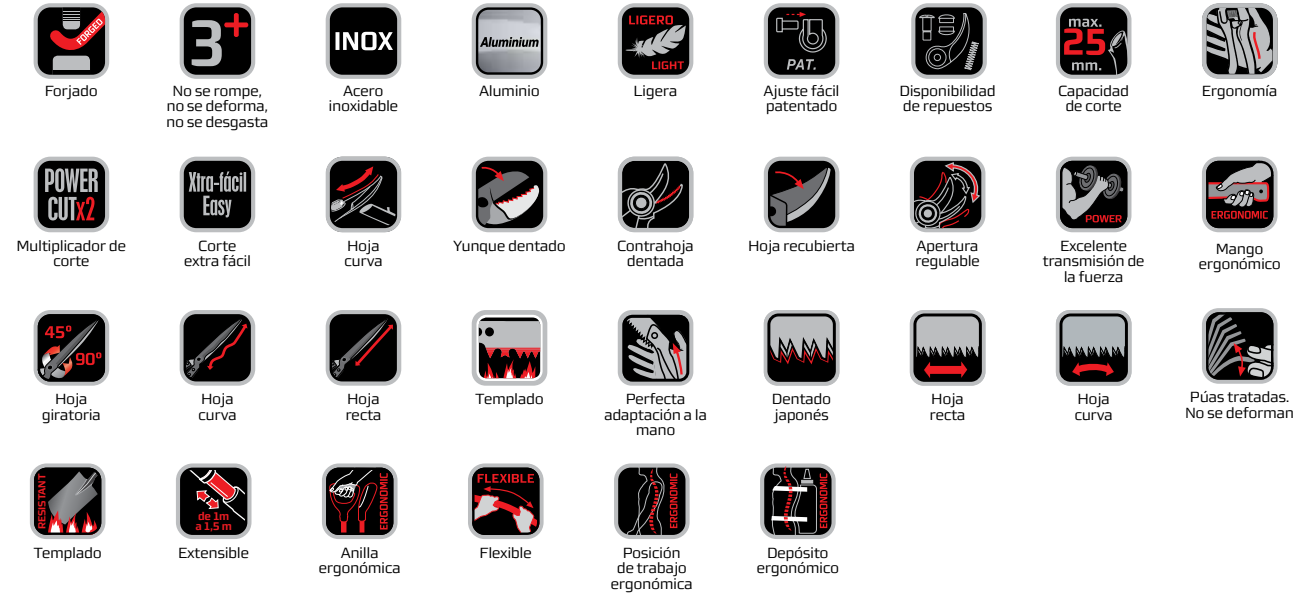 FORGED
Forjado
3+
No se rompe,
no se deforma,
no se desgasta
INOX
Acero
inoxidable
Aluminium
Aluminio
LIGERO
LIGHT
Ligera
PAT.
Ajuste fácil
patentado
Disponibilidad
de repuestos
max.
25
mm.
Capacidad
de corte
Ergonomía
POWER
CUTx2
Multiplicador de
corte
Xtra-fácil
Easy
Corte
extra fácil
Hoja
curva
Yunque dentado
Contrahoja
dentada
Hoja recubierta
Apertura
regulable
POWER
Excelente
transmisión de
la fuerza
ERGONOMIC
Mango
ergonómico
45º
90º
Hoja
giratoria
Hoja
curva
Hoja
recta
Templado
Perfecta
adaptación a la
mano
Dentado
japonés
Hoja
recta
Hoja
curva
Púas tratadas.
No se deforman
RESISTANT
Templado
de 1m
a 1,5 m
Extensible
ERGONOMIC
Anilla
ergonómica
FLEXIBLE
Flexible
ERGONOMIC
Posición
de trabajo
ergonómica
ERGONOMIC
Depósito
ergonómico